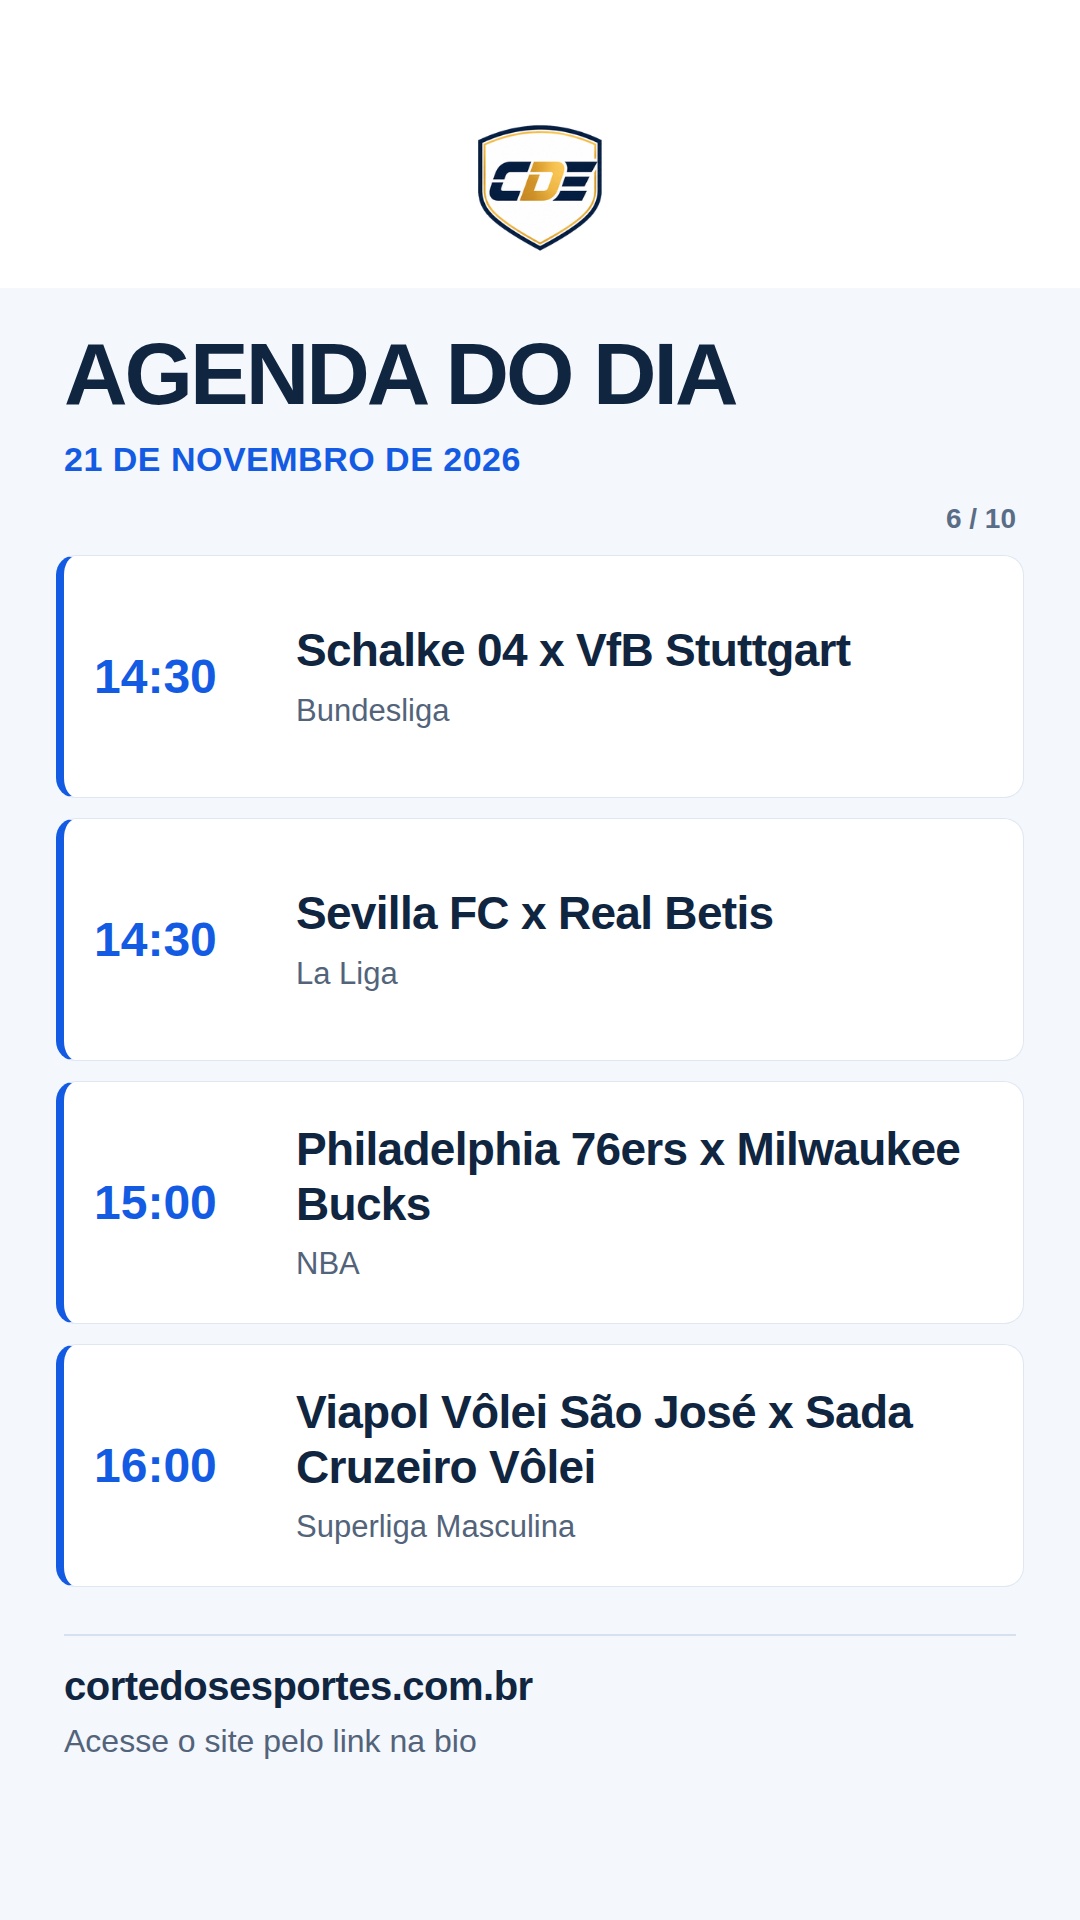 CDE
AGENDA DO DIA
21 DE NOVEMBRO DE 2026
6 / 10
14:30
Schalke 04 x VfB Stuttgart
Bundesliga
14:30
Sevilla FC x Real Betis
La Liga
15:00
Philadelphia 76ers x Milwaukee
Bucks
NBA
16:00
Viapol Vôlei São José x Sada
Cruzeiro Vôlei
Superliga Masculina
cortedosesportes.com.br
Acesse o site pelo link na bio